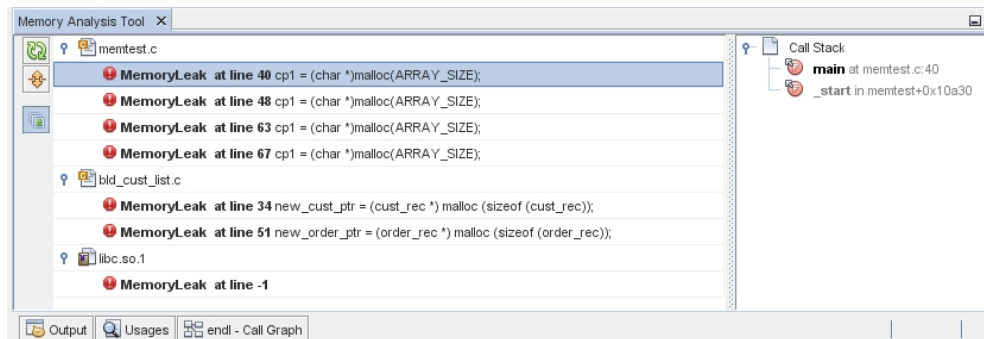 Memory Analysis Tool
memtest.c
MemoryLeak at line 40 cp1 = (char *)malloc(ARRAY_SIZE);
MemoryLeak at line 48 cp1 = (char *)malloc(ARRAY_SIZE);
MemoryLeak at line 63 cp1 = (char *)malloc(ARRAY_SIZE);
MemoryLeak at line 67 cp1 = (char *)malloc(ARRAY_SIZE);
bld_cust_list.c
MemoryLeak at line 34 new_cust_ptr = (cust_rec *) malloc (sizeof (cust_rec));
MemoryLeak at line 51 new_order_ptr = (order_rec *) malloc (sizeof (order_rec));
libc.so.1
MemoryLeak at line -1
Call Stack
main at memtest.c:40
_start in memtest+0x10a30
Output
Usages
endl - Call Graph